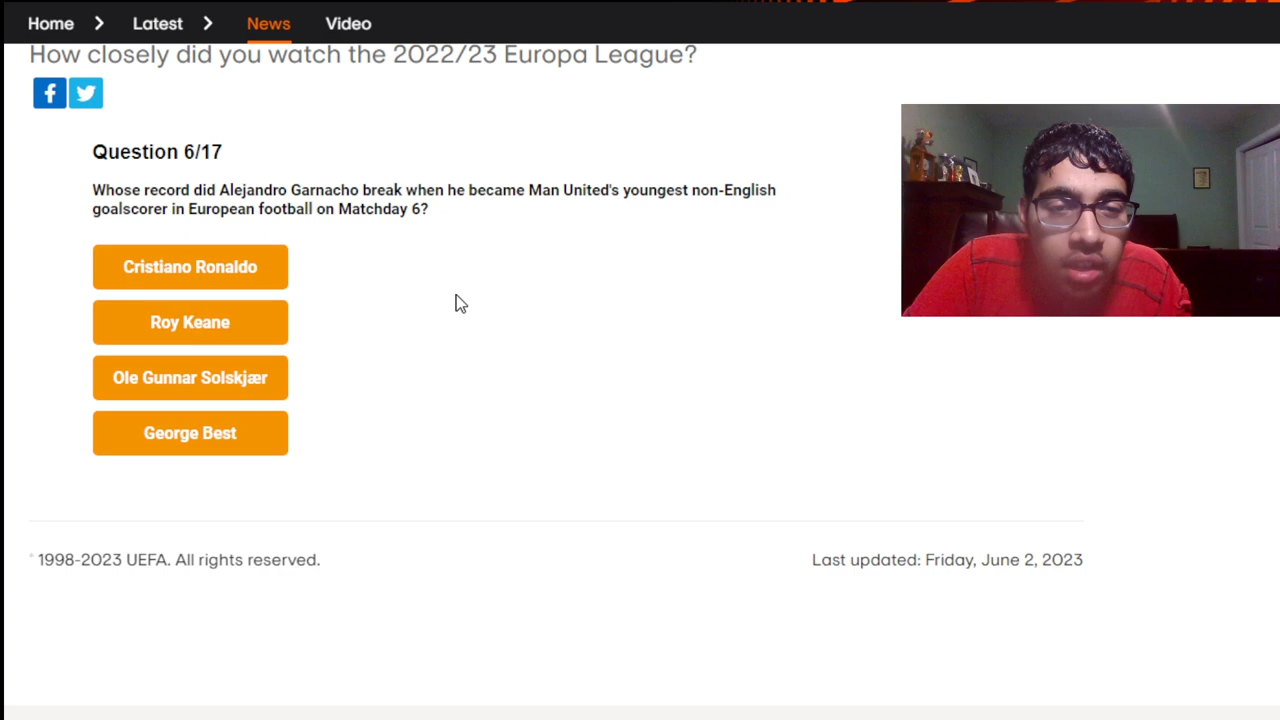 Home Latest News Video
How closely did you watch the 2022/23 Europa League?
Question 6/17
Whose record did Alejandro Garnacho break when he became Man United's youngest non-English
goalscorer in European football on Matchday 6?
Cristiano Ronaldo
Roy Keane
Ole Gunnar Solskjær
George Best
1998-2023 UEFA. All rights reserved.
Last updated: Friday, June 2, 2023